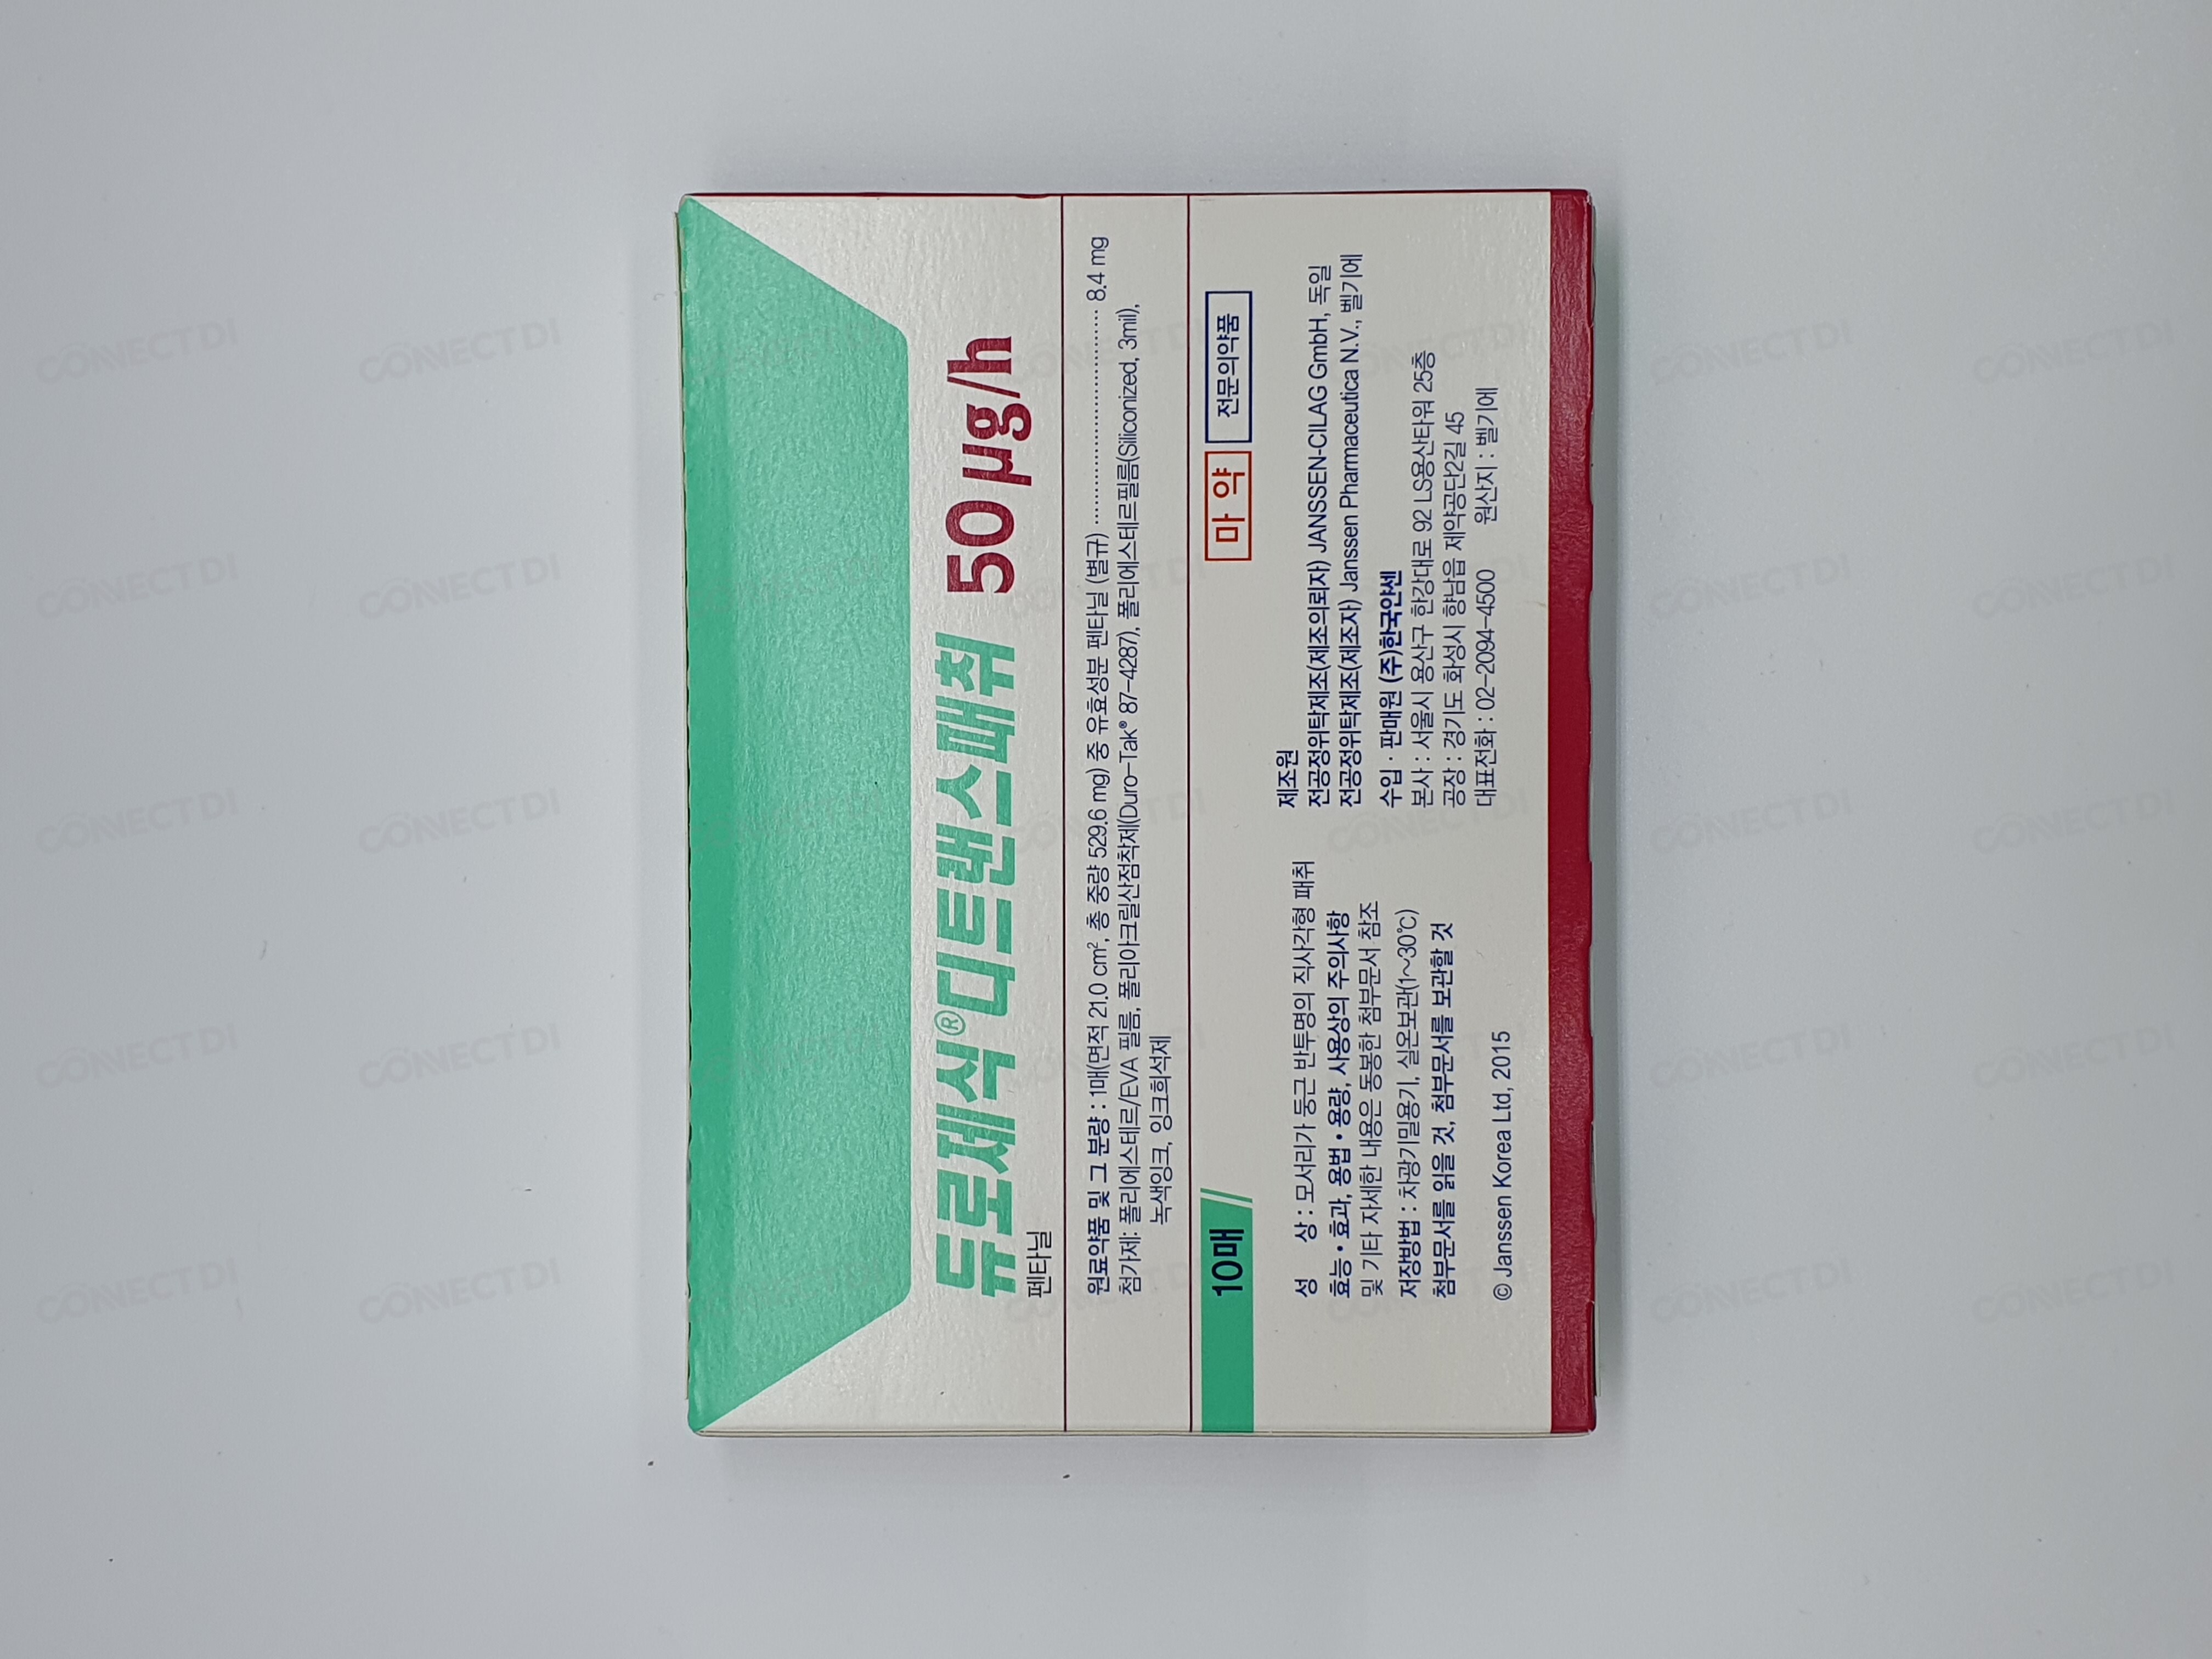 듀로제식®디트랜스패취 50 μg/h
펜타닐
원료약품 및 그 분량 : 1매(면적 21.0 cm², 총 중량 529.6 mg) 중 유효성분 펜타닐 (별규) ........................................ 8.4 mg
첨가제: 폴리에스테르/EVA 필름, 폴리아크릴산점착제(Duro-Tak® 87-4287), 폴리에스테르필름(Siliconized, 3mil),
녹색잉크, 잉크희석제
10매
마 약
전문의약품
성 상 : 모서리가 둥근 반투명의 직사각형 패취
효능 • 효과, 용법 • 용량, 사용상의 주의사항
및 기타 자세한 내용은 동봉한 첨부문서 참조
저장방법 : 차광기밀용기, 실온보관(1~30℃)
첨부문서를 읽을 것, 첨부문서를 보관할 것
© Janssen Korea Ltd, 2015
제조원
전공정위탁제조(제조의뢰자) JANSSEN-CILAG GmbH, 독일
전공정위탁제조(제조자) Janssen Pharmaceutica N.V., 벨기에
수입 · 판매원 (주)한국얀센
본사 : 서울시 용산구 한강대로 92 LS용산타워 25층
공장 : 경기도 화성시 향남읍 제약공단2길 45
대표전화 : 02-2094-4500 원산지 : 벨기에
CONNECTDI